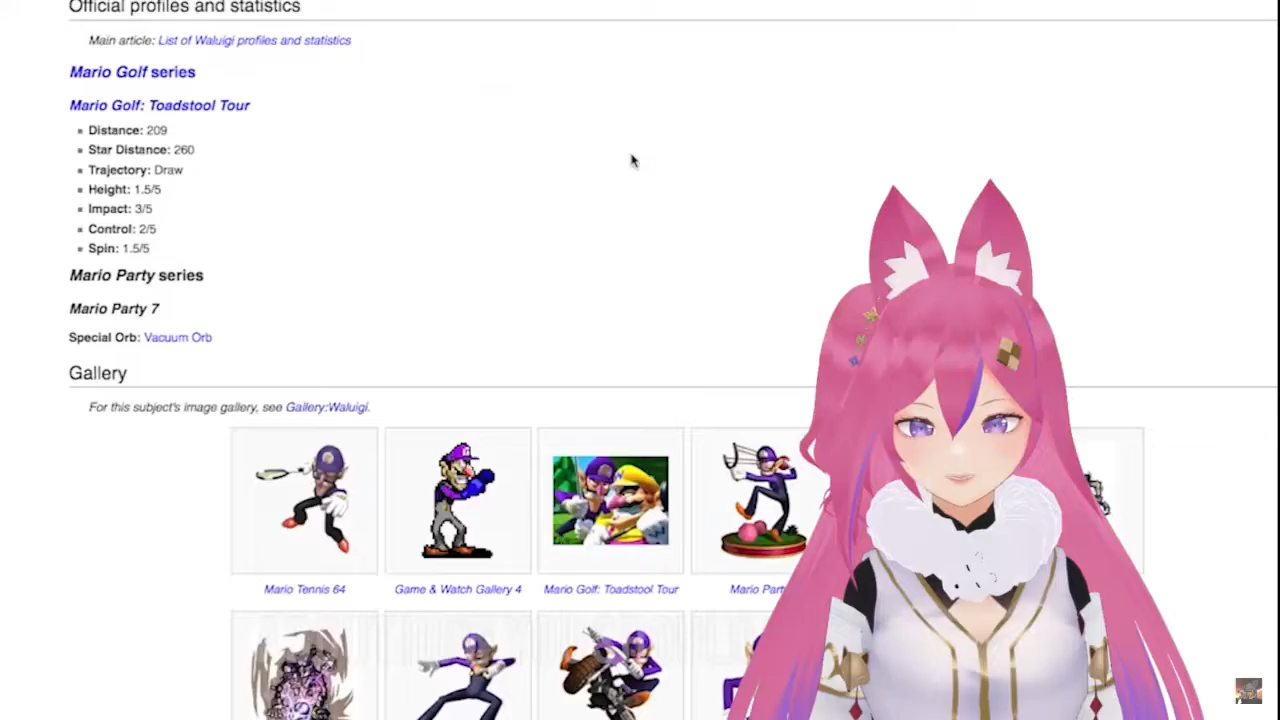 Official profiles and statistics
Main article: List of Waluigi profiles and statistics
Mario Golf series
Mario Golf: Toadstool Tour
Distance: 209
Star Distance: 260
Trajectory: Draw
Height: 1.5/5
Impact: 3/5
Control: 2/5
Spin: 1.5/5
Mario Party series
Mario Party 7
Special Orb: Vacuum Orb
Gallery
For this subject's image gallery, see Gallery:Waluigi.
Mario Tennis 64
Game & Watch Gallery 4
Mario Golf: Toadstool Tour
Mario